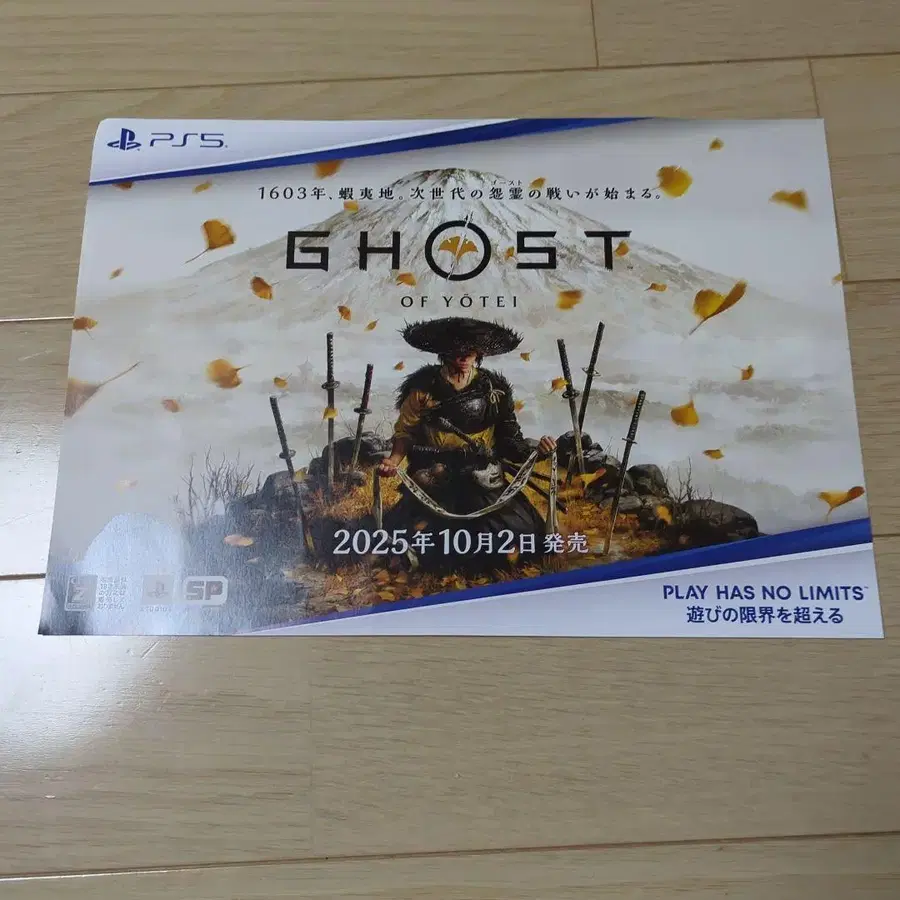 PS5
1603年、蝦夷地。次世代の怨霊の戦いが始まる。
ゴースト
GHOST
OF YŌTEI
2025年10月2日発売
Z
STUDIOS
SP
PLAY HAS NO LIMITS™
遊びの限界を超える